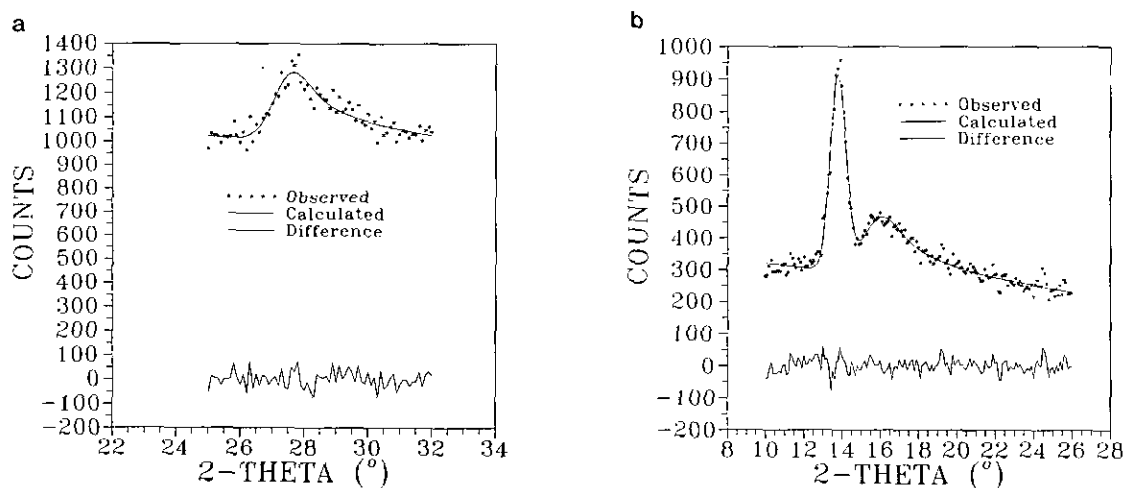 a
1400
1300
1200
1100
1000
900
800
700
600
500
400
300
200
100
0
-100
-200
COUNTS
Observed
Calculated
Difference
22 24 26 28 30 32 34
2-THETA (°)
b
1000
900
800
700
600
500
400
300
200
100
0
-100
-200
COUNTS
Observed
Calculated
Difference
8 10 12 14 16 18 20 22 24 26 28
2-THETA (°)